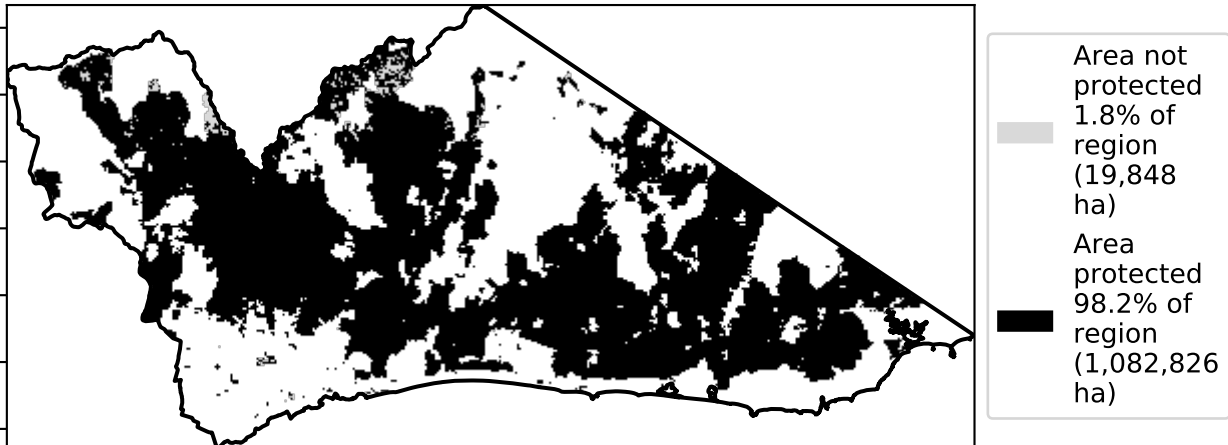 Area not
protected
1.8% of
region
(19,848
ha)
Area
protected
98.2% of
region
(1,082,826
ha)